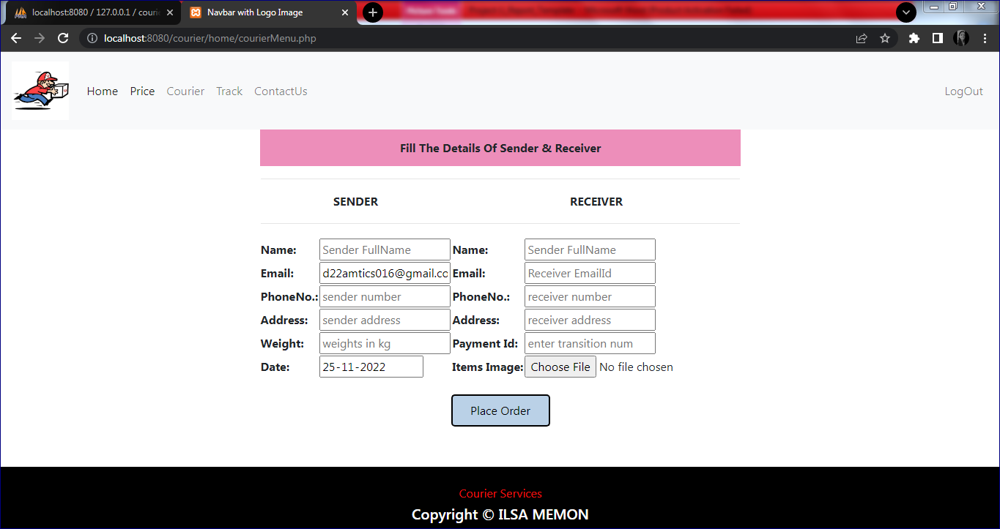 localhost:8080 / 127.0.0.1 / courie
Navbar with Logo Image
localhost:8080/courier/home/courierMenu.php
Home Price Courier Track ContactUs LogOut
Fill The Details Of Sender & Receiver
SENDER RECEIVER
Name: Sender FullName Name: Sender FullName
Email: d22amtics016@gmail.co Email: Receiver EmailId
PhoneNo.: sender number PhoneNo.: receiver number
Address: sender address Address: receiver address
Weight: weights in kg Payment Id: enter transition num
Date: 25-11-2022 Items Image: Choose File No file chosen
Place Order
Courier Services
Copyright © ILSA MEMON